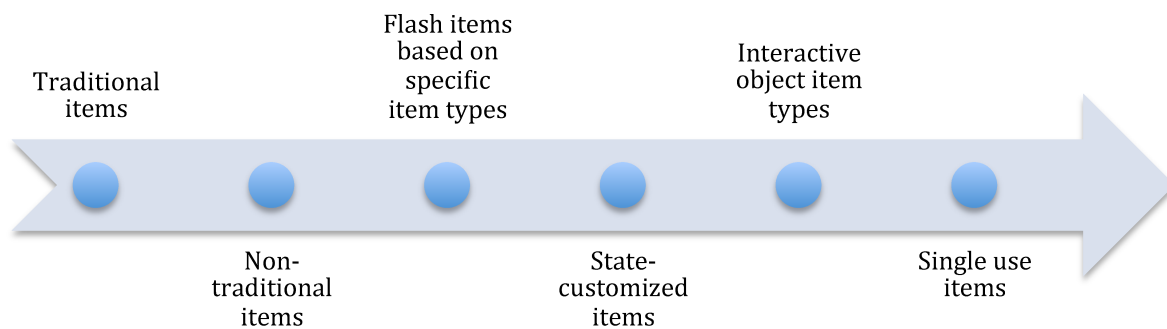 Traditional
items
Non-
traditional
items
Flash items
based on
specific
item types
State-
customized
items
Interactive
object item
types
Single use
items